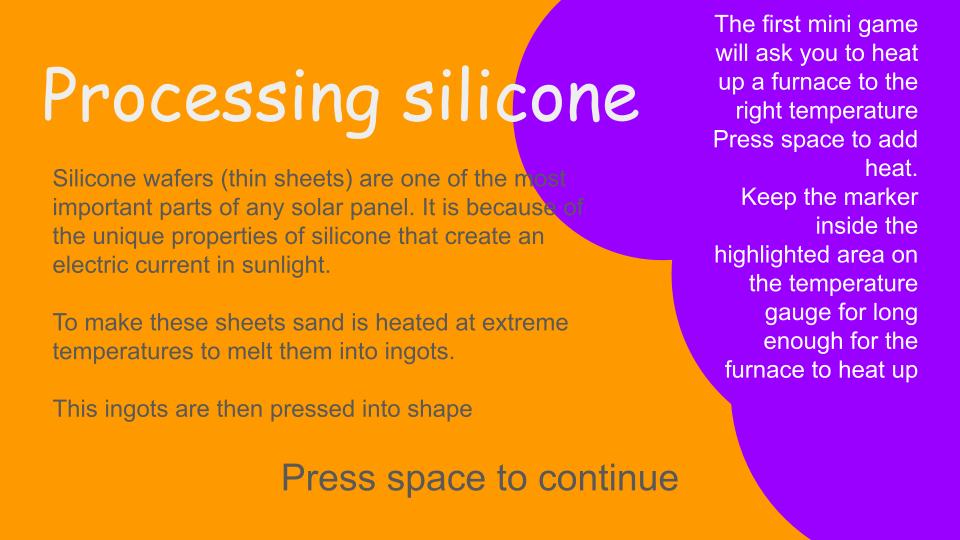 Processing silicone
Silicone wafers (thin sheets) are one of the most
important parts of any solar panel. It is because of
the unique properties of silicone that create an
electric current in sunlight.
To make these sheets sand is heated at extreme
temperatures to melt them into ingots.
This ingots are then pressed into shape
Press space to continue
The first mini game
will ask you to heat
up a furnace to the
right temperature
Press space to add
heat.
Keep the marker
inside the
highlighted area on
the temperature
gauge for long
enough for the
furnace to heat up